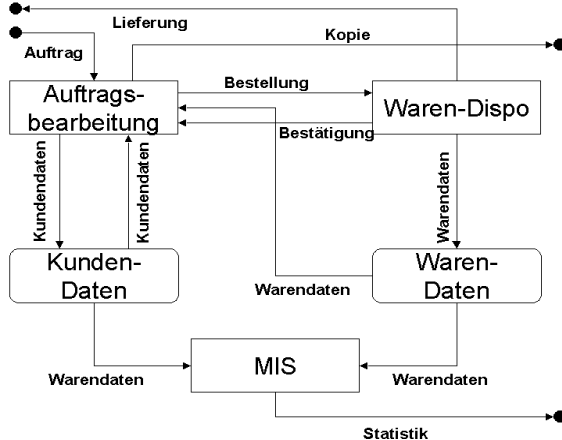 Lieferung
Kopie
Auftrag
Auftrags-
bearbeitung
Bestellung
Waren-Dispo
Bestätigung
Kundendaten
Kundendaten
Warendaten
Kunden-
Daten
Waren-
Daten
Warendaten
MIS
Warendaten
Warendaten
Statistik